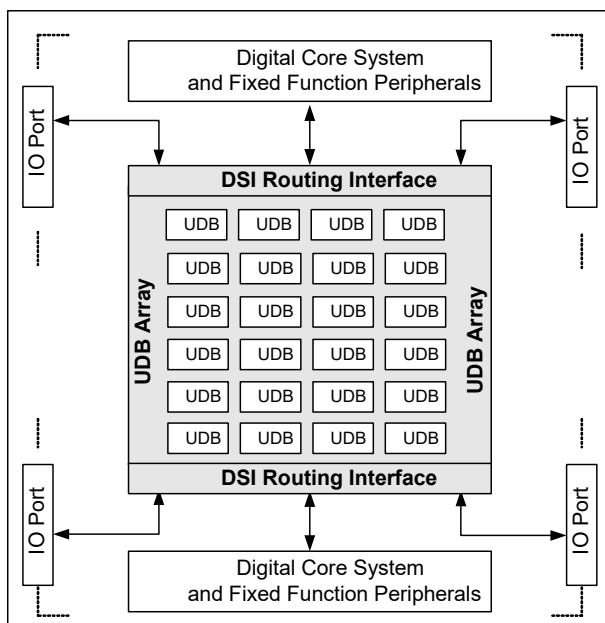 Digital Core System
and Fixed Function Peripherals
IO Port
IO Port
DSI Routing Interface
UDB UDB UDB UDB
UDB UDB UDB UDB
UDB Array
UDB UDB UDB UDB
UDB Array
UDB UDB UDB UDB
UDB UDB UDB UDB
UDB UDB UDB UDB
DSI Routing Interface
IO Port
IO Port
Digital Core System
and Fixed Function Peripherals